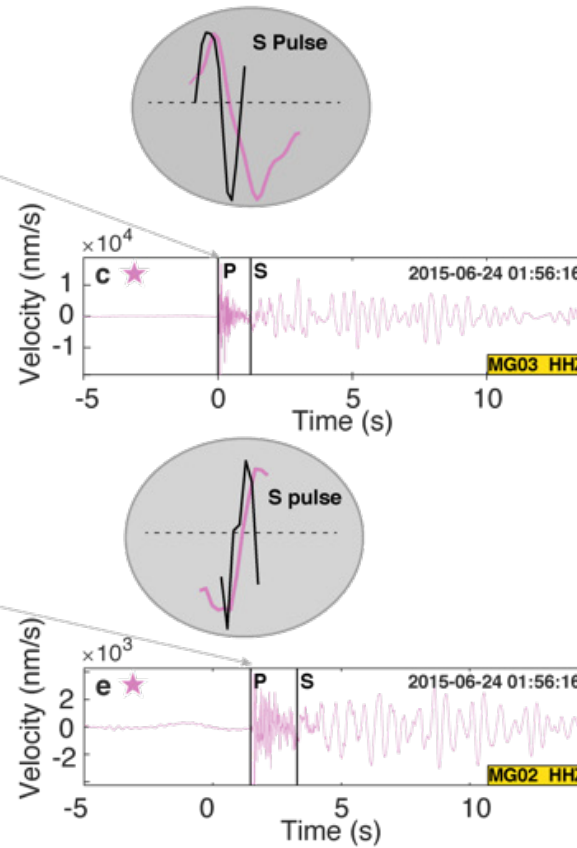 S Pulse
×10⁴
c P S 2015-06-24 01:56:16
Velocity (nm/s)
1
0
-1
MG03 HHZ
-5 0 5 10
Time (s)
S pulse
×10³
e P S 2015-06-24 01:56:16
Velocity (nm/s)
2
0
-2
MG02 HHZ
-5 0 5 10
Time (s)